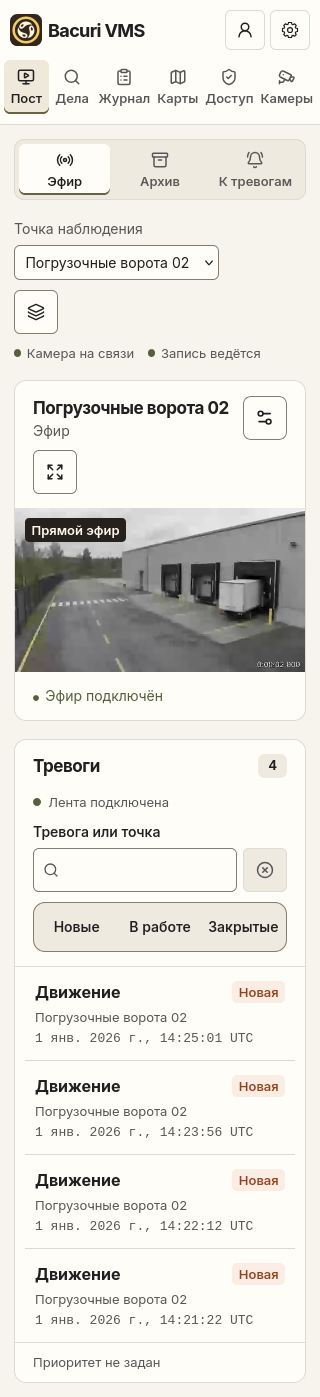 Bacuri VMS
Пост Дела Журнал Карты Доступ Камеры
Эфир Архив К тревогам
Точка наблюдения
Погрузочные ворота 02
Камера на связи Запись ведётся
Погрузочные ворота 02
Эфир
Прямой эфир
Эфир подключён
Тревоги 4
Лента подключена
Тревога или точка
Новые В работе Закрытые
Движение Новая
Погрузочные ворота 02
1 янв. 2026 г., 14:25:01 UTC
Движение Новая
Погрузочные ворота 02
1 янв. 2026 г., 14:23:56 UTC
Движение Новая
Погрузочные ворота 02
1 янв. 2026 г., 14:22:12 UTC
Движение Новая
Погрузочные ворота 02
1 янв. 2026 г., 14:21:22 UTC
Приоритет не задан